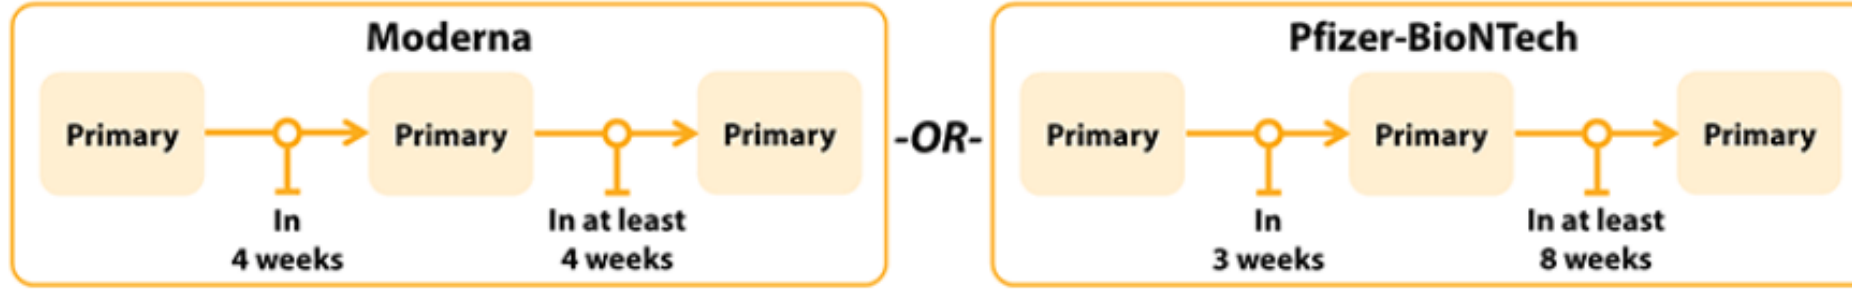 Moderna
Primary
Primary
Primary
In
4 weeks
In at least
4 weeks
-OR-
Pfizer-BioNTech
Primary
Primary
Primary
In
3 weeks
In at least
8 weeks